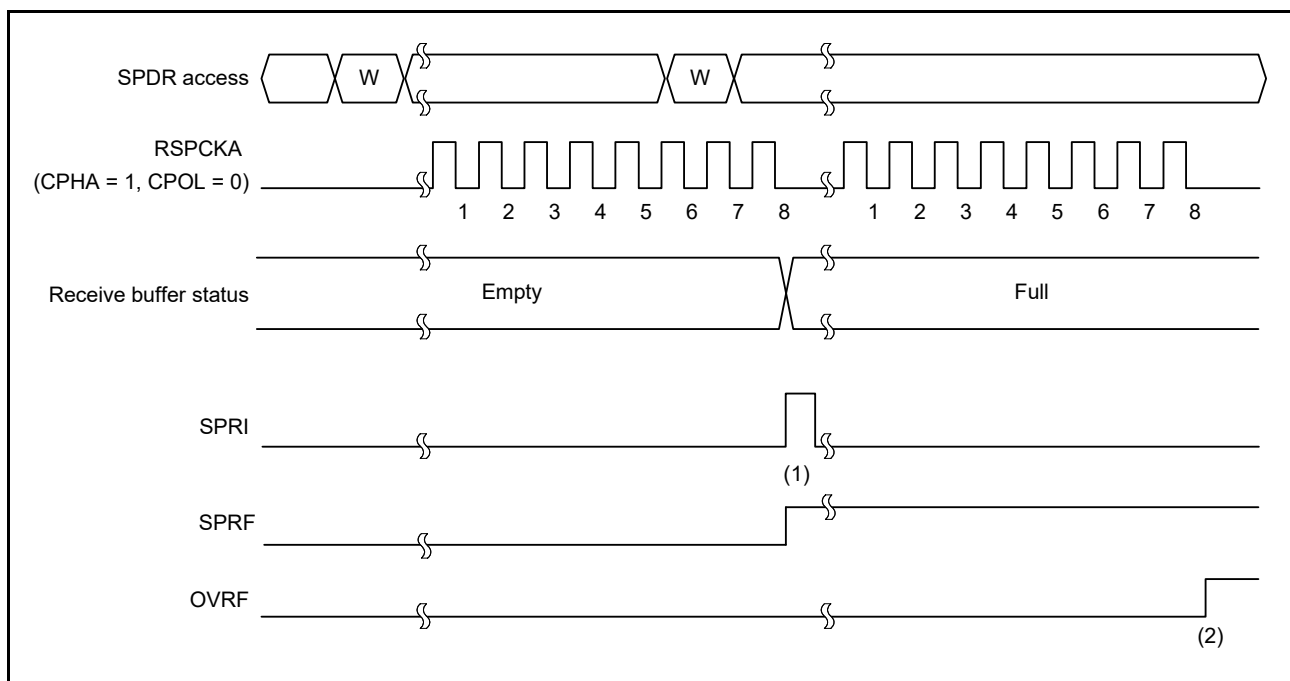 SPDR access
W
W
RSPCKA
(CPHA = 1, CPOL = 0)
1 2 3 4 5 6 7 8 1 2 3 4 5 6 7 8
Receive buffer status
Empty
Full
SPRI
(1)
SPRF
OVRF
(2)